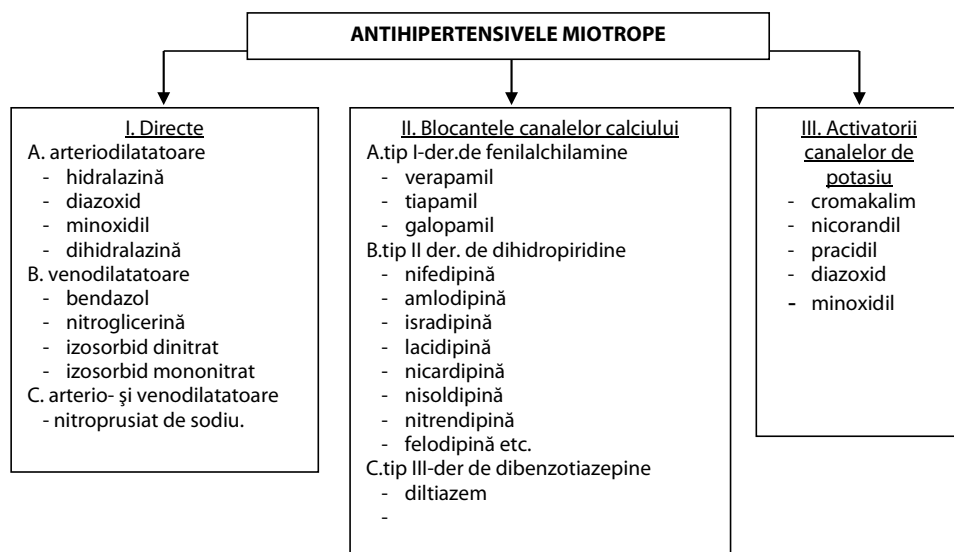 ANTIHIPERTENSIVELE MIOTROPE
I. Directe
A. arteriodilatatoare
- hidralazină
- diazoxid
- minoxidil
- dihidralazină
B. venodilatatoare
- bendazol
- nitroglicerină
- izosorbid dinitrat
- izosorbid mononitrat
C. arterio- şi venodilatatoare
- nitroprusiat de sodiu.
II. Blocantele canalelor calciului
A.tip I-der.de fenilalchilamine
- verapamil
- tiapamil
- galopamil
B.tip II der. de dihidropiridine
- nifedipină
- amlodipină
- isradipină
- lacidipină
- nicardipină
- nisoldipină
- nitrendipină
- felodipină etc.
C.tip III-der de dibenzotiazepine
- diltiazem
-
III. Activatorii
canalelor de
potasiu
- cromakalim
- nicorandil
- pracidil
- diazoxid
- minoxidil